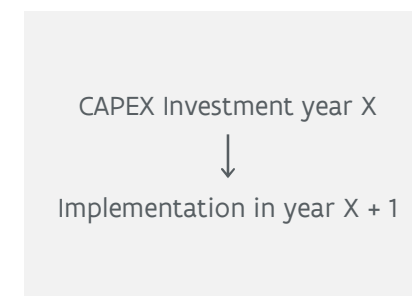 CAPEX Investment year X
↓
Implementation in year X + 1